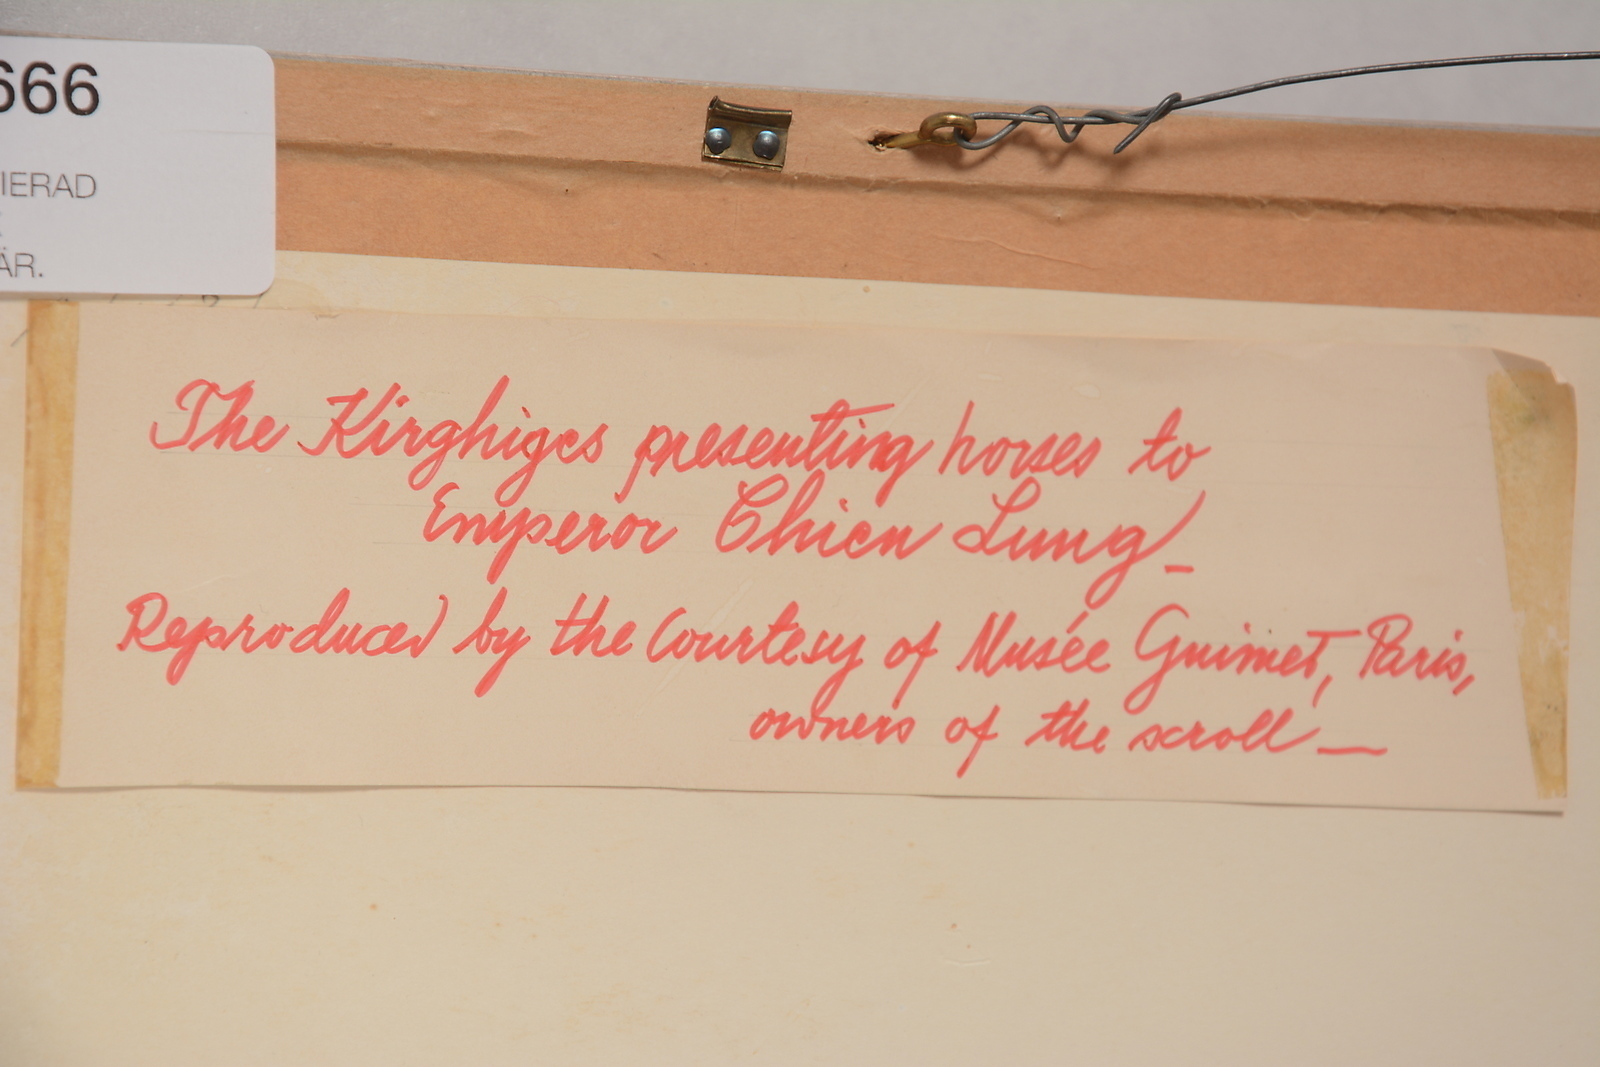 666
IERAD
ÄR.
The Kirghiges presenting horses to
Emperor Chien Lung_
Reproduced by the Courtesy of Musée Guimet, Paris,
owners of the scroll —